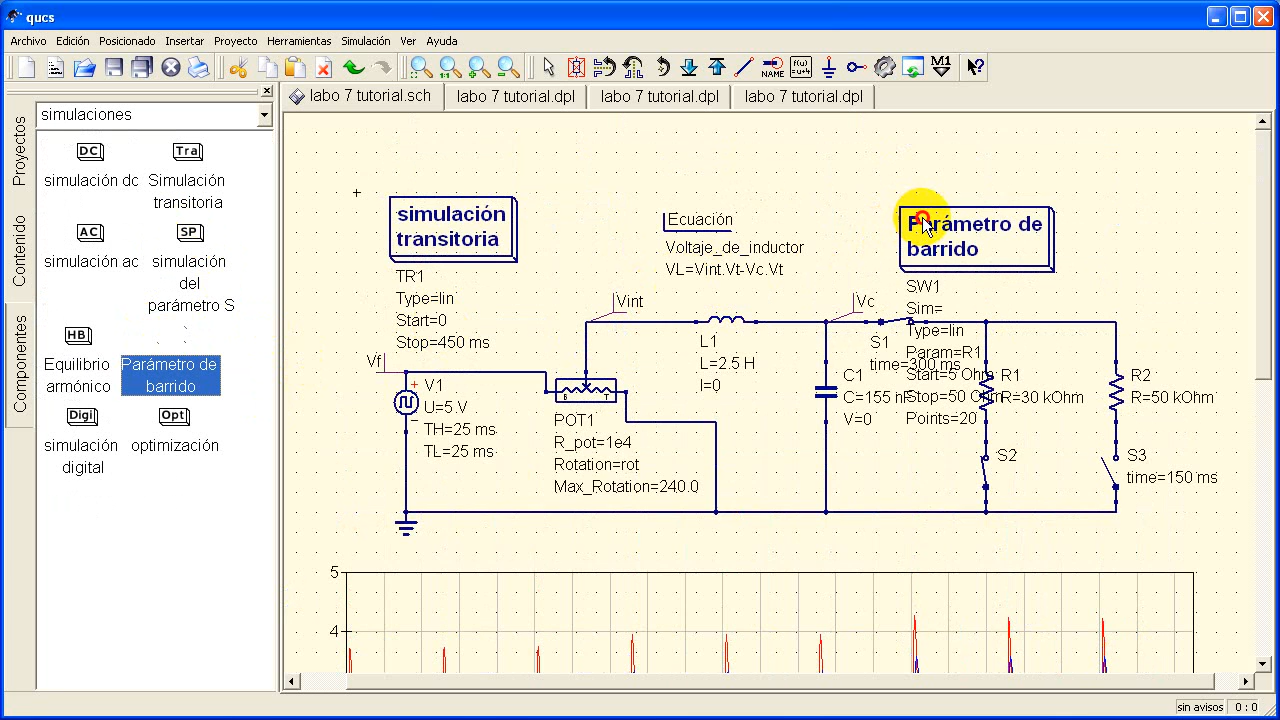 qucs
Archivo Edición Posicionado Insertar Proyecto Herramientas Simulación Ver Ayuda
1:1 NAME f(ω) =u+4 M1
labo 7 tutorial.sch labo 7 tutorial.dpl labo 7 tutorial.dpl labo 7 tutorial.dpl
Proyectos
Contenido
Componentes
simulaciones
DC
simulación dc
Tra
Simulación
transitoria
AC
simulación ac
SP
simulación
del
parámetro S
HB
Equilibrio
armónico
Parámetro de
barrido
Digi
simulación
digital
Opt
optimización
simulación
transitoria
TR1
Type=lin
Start=0
Stop=450 ms
Ecuación
Voltaje_de_inductor
VL=Vint.Vt-Vc.Vt
Parámetro de
barrido
SW1
Sim=
Type=lin
Param=R1
Start=5 Ohm
Stop=50 Ohm
Points=20
Vf
V1
U=5 V
TH=25 ms
TL=25 ms
Vint
B T
POT1
R_pot=1e4
Rotation=rot
Max_Rotation=240.0
L1
L=2.5 H
I=0
Vc
C1
C=155 nF
V=0
S1
time=300 ms
R1
R=30 kOhm
R2
R=50 kOhm
S2
S3
time=150 ms
5
4
sin avisos 0 : 0